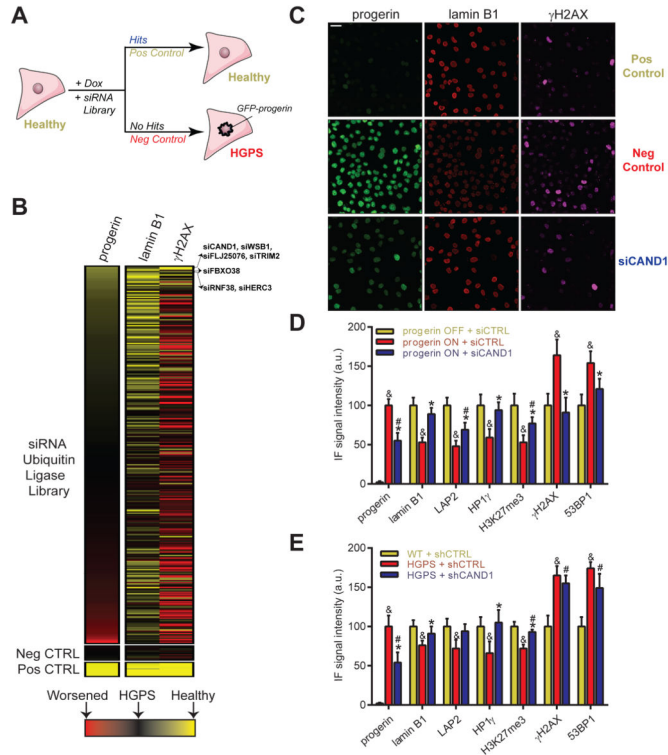 A
Healthy
+ Dox
+ siRNA
Library
Hits
Pos Control
Healthy
No Hits
Neg Control
GFP-progerin
HGPS
B
progerin
lamin B1
γH2AX
siCAND1, siWSB1,
siFLJ25076, siTRIM2
siFBXO38
siRNF38, siHERC3
siRNA
Ubiquitin
Ligase
Library
Neg CTRL
Pos CTRL
Worsened
HGPS
Healthy
C
progerin
lamin B1
γH2AX
Pos
Control
Neg
Control
siCAND1
D
IF signal intensity (a.u.)
200
150
100
50
0
progerin OFF + siCTRL
progerin ON + siCTRL
progerin ON + siCAND1
&
#
*
&
*
&
#
*
&
*
&
#
*
&
*
&
*
progerin
lamin B1
LAP2
HP1γ
H3K27me3
γH2AX
53BP1
E
IF signal intensity (a.u.)
200
150
100
50
0
WT + shCTRL
HGPS + shCTRL
HGPS + shCAND1
&
#
*
&
*
&
&
*
&
#
*
&
#
&
#
progerin
lamin B1
LAP2
HP1γ
H3K27me3
γH2AX
53BP1